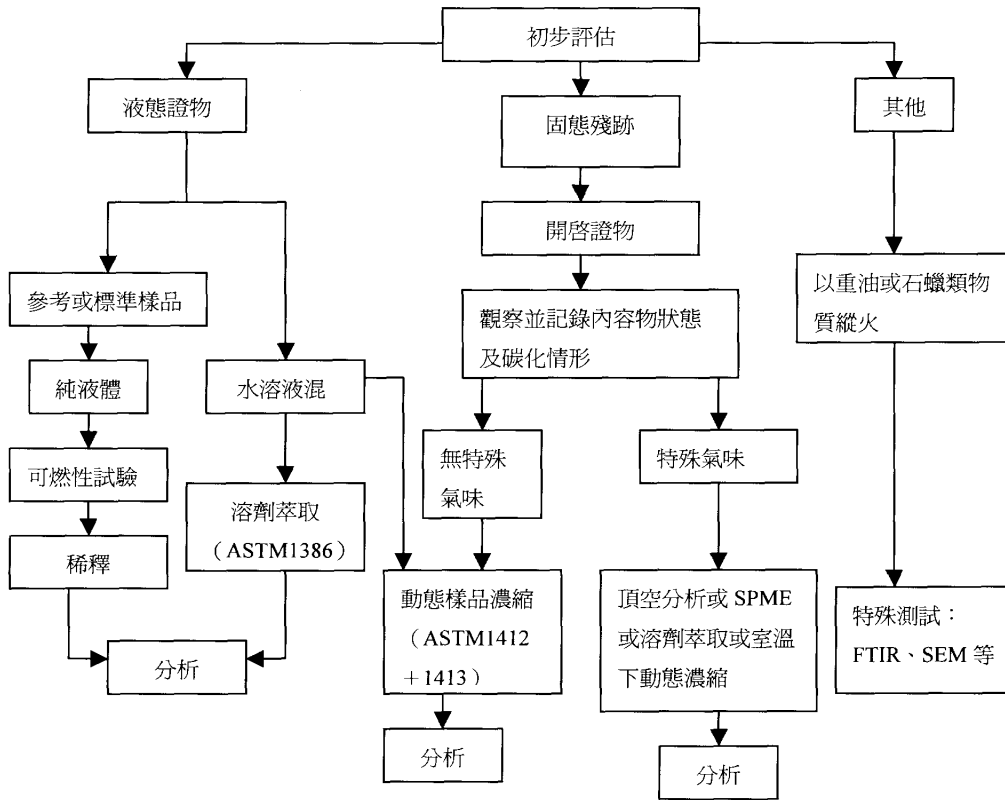 初步評估
液態證物
固態殘跡
其他
開啓證物
參考或標準樣品
觀察並記錄內容物狀態
及碳化情形
以重油或石蠟類物
質縱火
純液體
水溶液混
無特殊
氣味
特殊氣味
可燃性試驗
溶劑萃取
（ASTM1386）
稀釋
動態樣品濃縮
（ASTM1412
＋1413）
頂空分析或 SPME
或溶劑萃取或室溫
下動態濃縮
特殊測試：
FTIR、SEM 等
分析
分析
分析